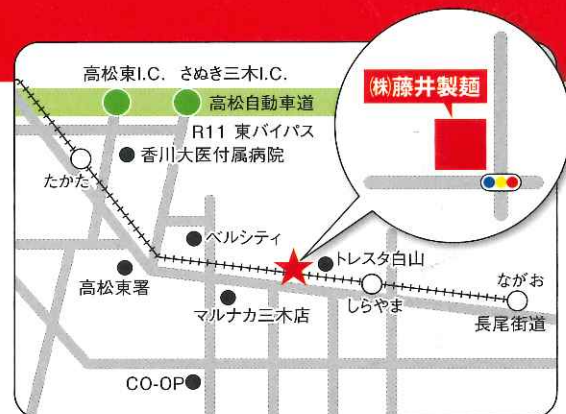 高松東I.C.
さぬき三木I.C.
高松自動車道
R11 東バイパス
香川大医付属病院
たかた
(株)藤井製麺
ベルシティ
トレスタ白山
高松東署
マルナカ三木店
しらやま
ながお
長尾街道
CO-OP